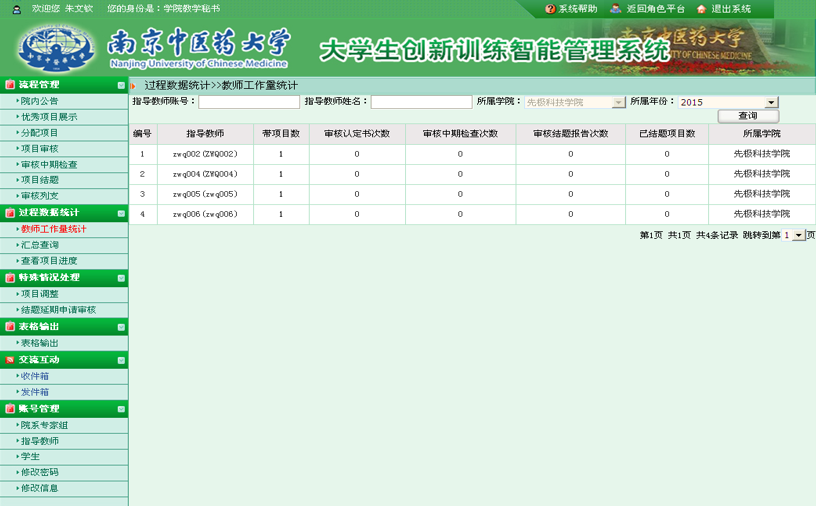 欢迎您 朱文钦 您的身份是：学院教学秘书 系统帮助 返回角色平台 退出系统
南京中医药大学
Nanjing University of Chinese Medicine
大学生创新训练智能管理系统
南京中医药大学
UNIVERSITY OF CHINESE MEDICINE
流程管理
院内公告
优秀项目展示
分配项目
项目审核
审核中期检查
项目结题
审核列支
过程数据统计
教师工作量统计
汇总查询
查看项目进度
特殊情况处理
项目调整
结题延期申请审核
表格输出
表格输出
交流互动
收件箱
发件箱
账号管理
院系专家组
指导教师
学生
修改密码
修改信息
过程数据统计>>教师工作量统计
指导教师账号： 指导教师姓名： 所属学院： 先极科技学院 所属年份： 2015
查询
编号 指导教师 带项目数 审核认定书次数 审核中期检查次数 审核结题报告次数 已结题项目数 所属学院
1 zwq002(ZWQ002) 1 0 0 0 0 先极科技学院
2 zwq004(ZWQ004) 1 0 0 0 0 先极科技学院
3 zwq005(zwq005) 1 0 0 0 0 先极科技学院
4 zwq006(zwq006) 1 0 0 0 0 先极科技学院
第1页 共1页 共4条记录 跳转到第 1 页